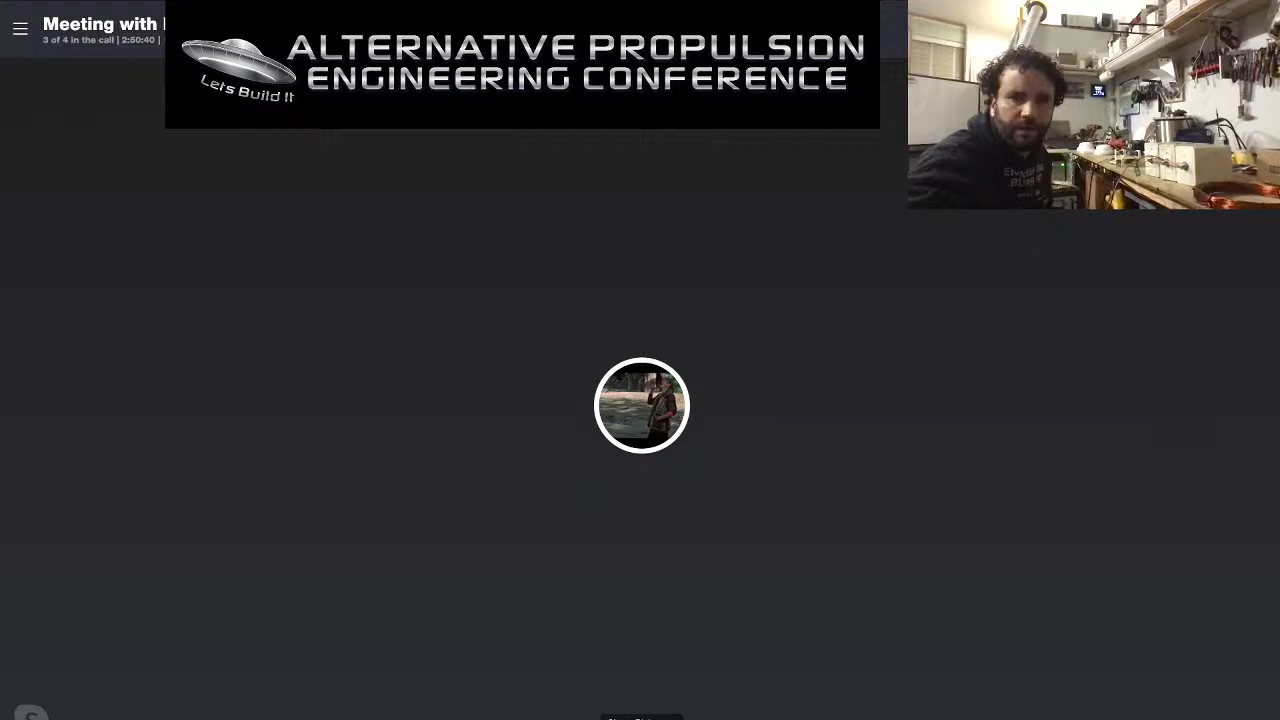 Meeting with
3 of 4 in the call | 2:50:40 |
ALTERNATIVE PROPULSION
ENGINEERING CONFERENCE
Let's Build It